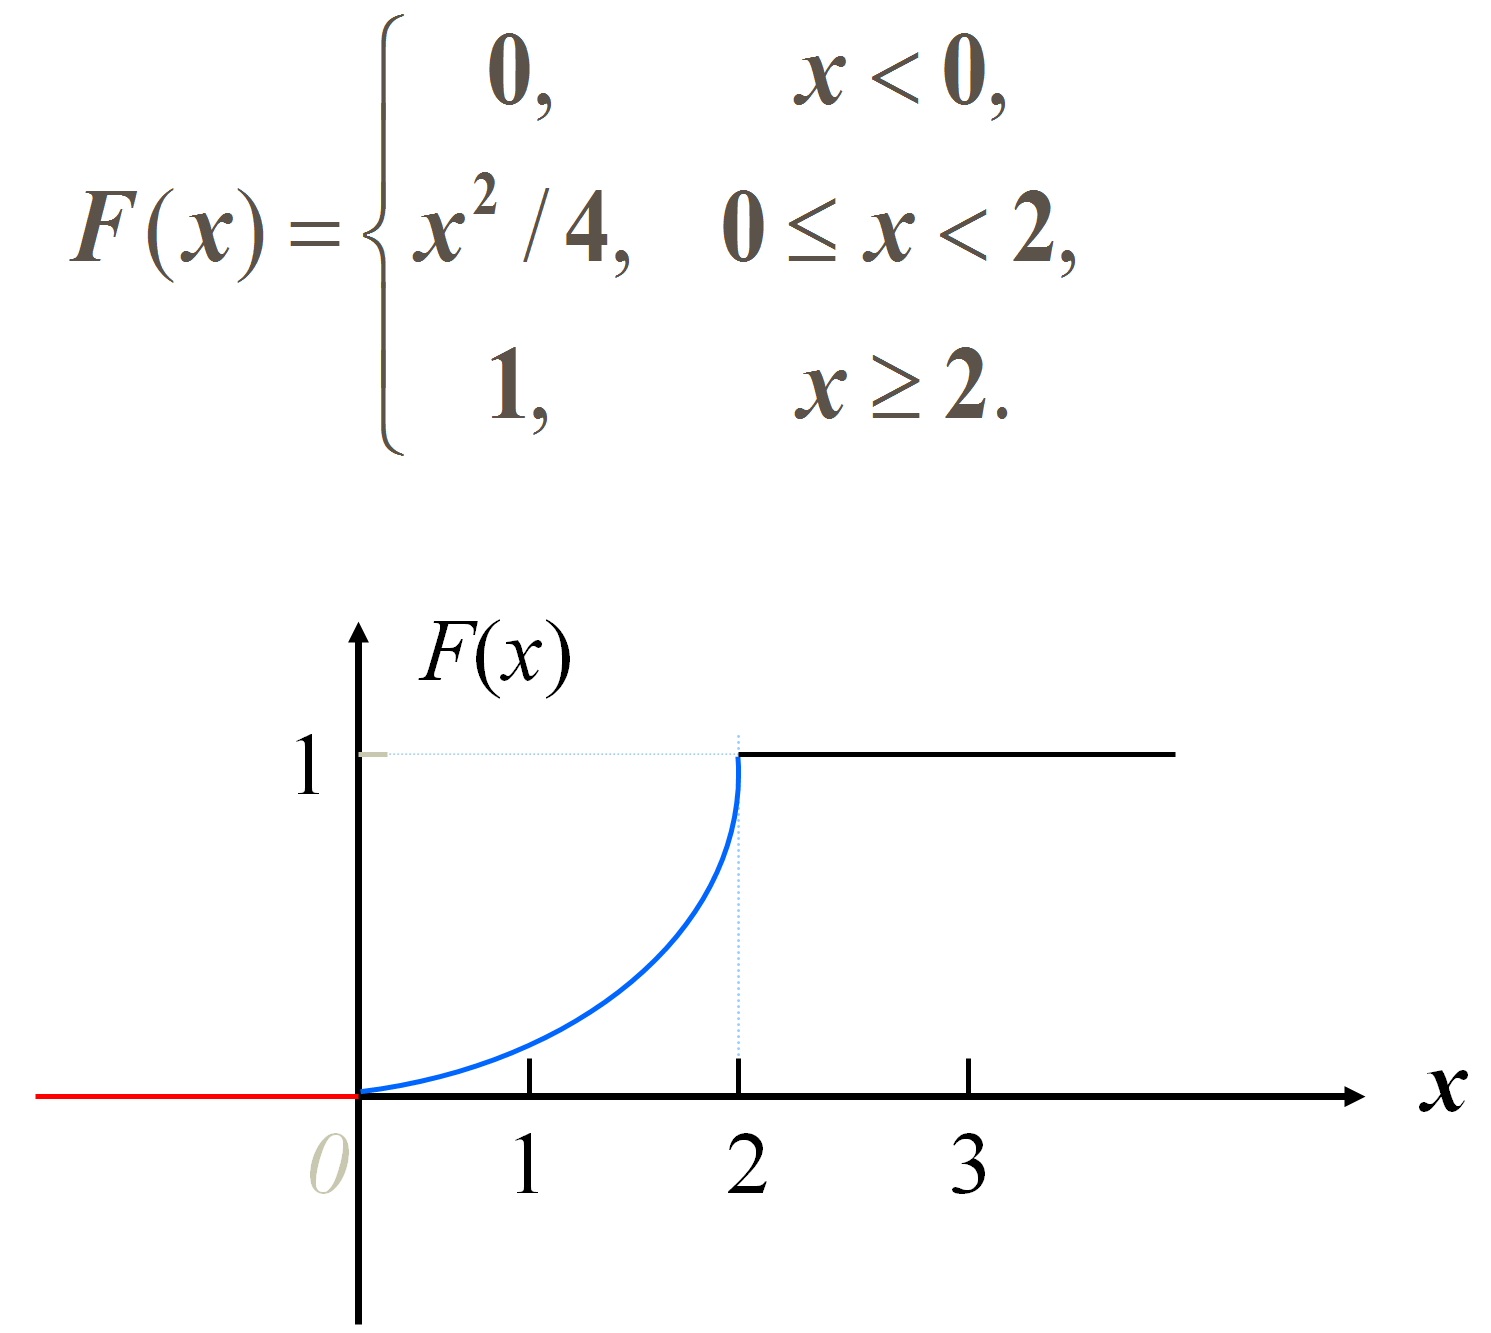 0, x < 0,
F(x) = { x² / 4, 0 ≤ x < 2,
1, x ≥ 2.
F(x)
1
x
0 1 2 3